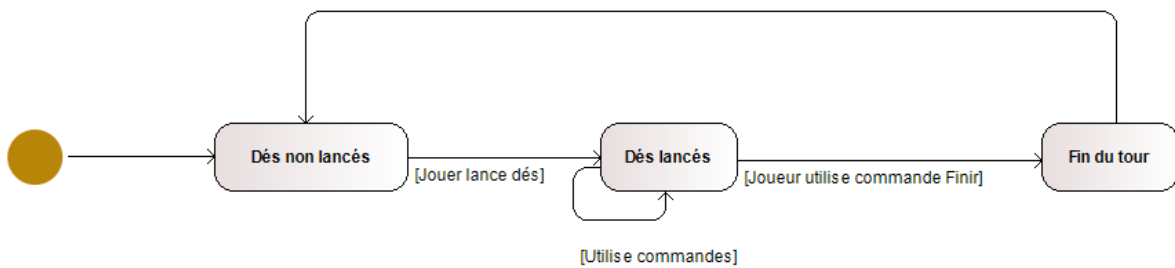 Dés non lancés
[Jouer lance dés]
Dés lancés
[Utilise commandes]
[Joueur utilise commande Finir]
Fin du tour